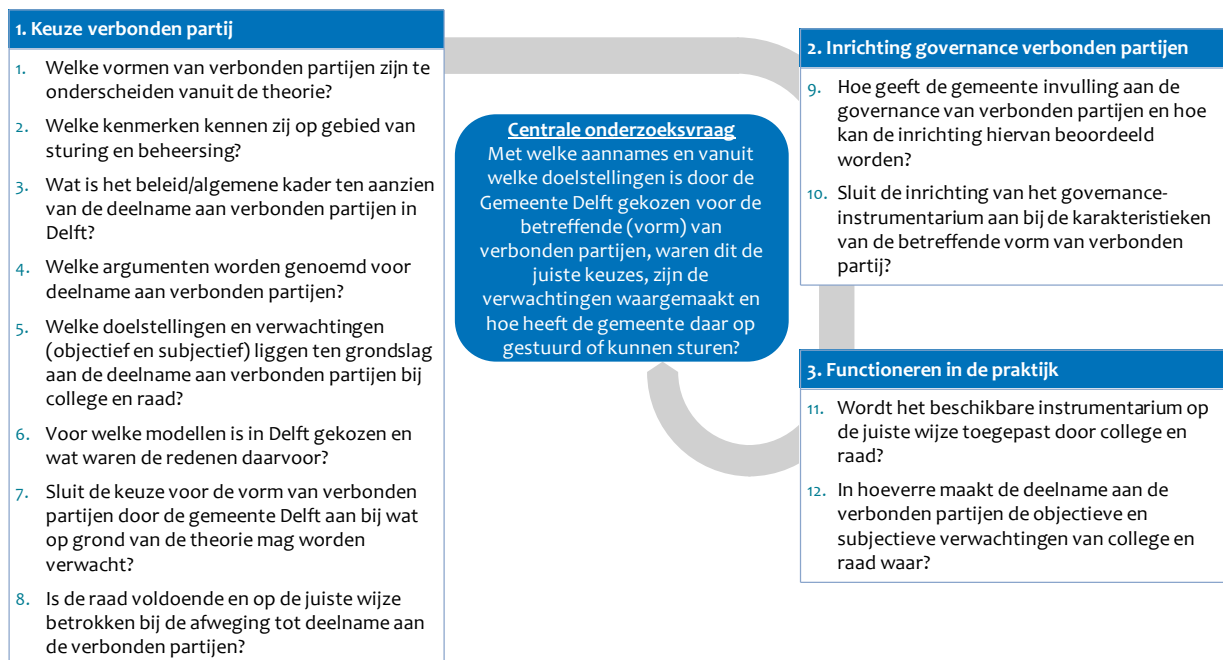 1. Keuze verbonden partij
1. Welke vormen van verbonden partijen zijn te
onderscheiden vanuit de theorie?
2. Welke kenmerken kennen zij op gebied van
sturing en beheersing?
3. Wat is het beleid/algemene kader ten aanzien
van de deelname aan verbonden partijen in
Delft?
4. Welke argumenten worden genoemd voor
deelname aan verbonden partijen?
5. Welke doelstellingen en verwachtingen
(objectief en subjectief) liggen ten grondslag
aan de deelname aan verbonden partijen bij
college en raad?
6. Voor welke modellen is in Delft gekozen en
wat waren de redenen daarvoor?
7. Sluit de keuze voor de vorm van verbonden
partijen door de gemeente Delft aan bij wat
op grond van de theorie mag worden
verwacht?
8. Is de raad voldoende en op de juiste wijze
betrokken bij de afweging tot deelname aan
de verbonden partijen?
Centrale onderzoeksvraag
Met welke aannames en vanuit
welke doelstellingen is door de
Gemeente Delft gekozen voor de
betreffende (vorm) van
verbonden partijen, waren dit de
juiste keuzes, zijn de
verwachtingen waargemaakt en
hoe heeft de gemeente daar op
gestuurd of kunnen sturen?
2. Inrichting governance verbonden partijen
9. Hoe geeft de gemeente invulling aan de
governance van verbonden partijen en hoe
kan de inrichting hiervan beoordeeld
worden?
10. Sluit de inrichting van het governance-
instrumentarium aan bij de karakteristieken
van de betreffende vorm van verbonden
partij?
3. Functioneren in de praktijk
11. Wordt het beschikbare instrumentarium op
de juiste wijze toegepast door college en
raad?
12. In hoeverre maakt de deelname aan de
verbonden partijen de objectieve en
subjectieve verwachtingen van college en
raad waar?